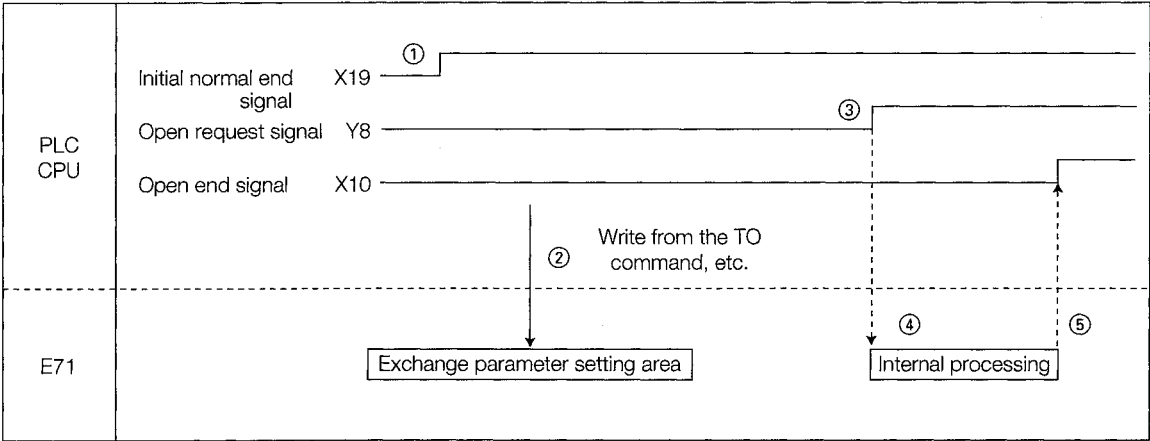 ①
Initial normal end X19
signal
③
Open request signal Y8
PLC
CPU
Open end signal X10
Write from the TO
② command, etc.
④ ⑤
E71 Exchange parameter setting area Internal processing